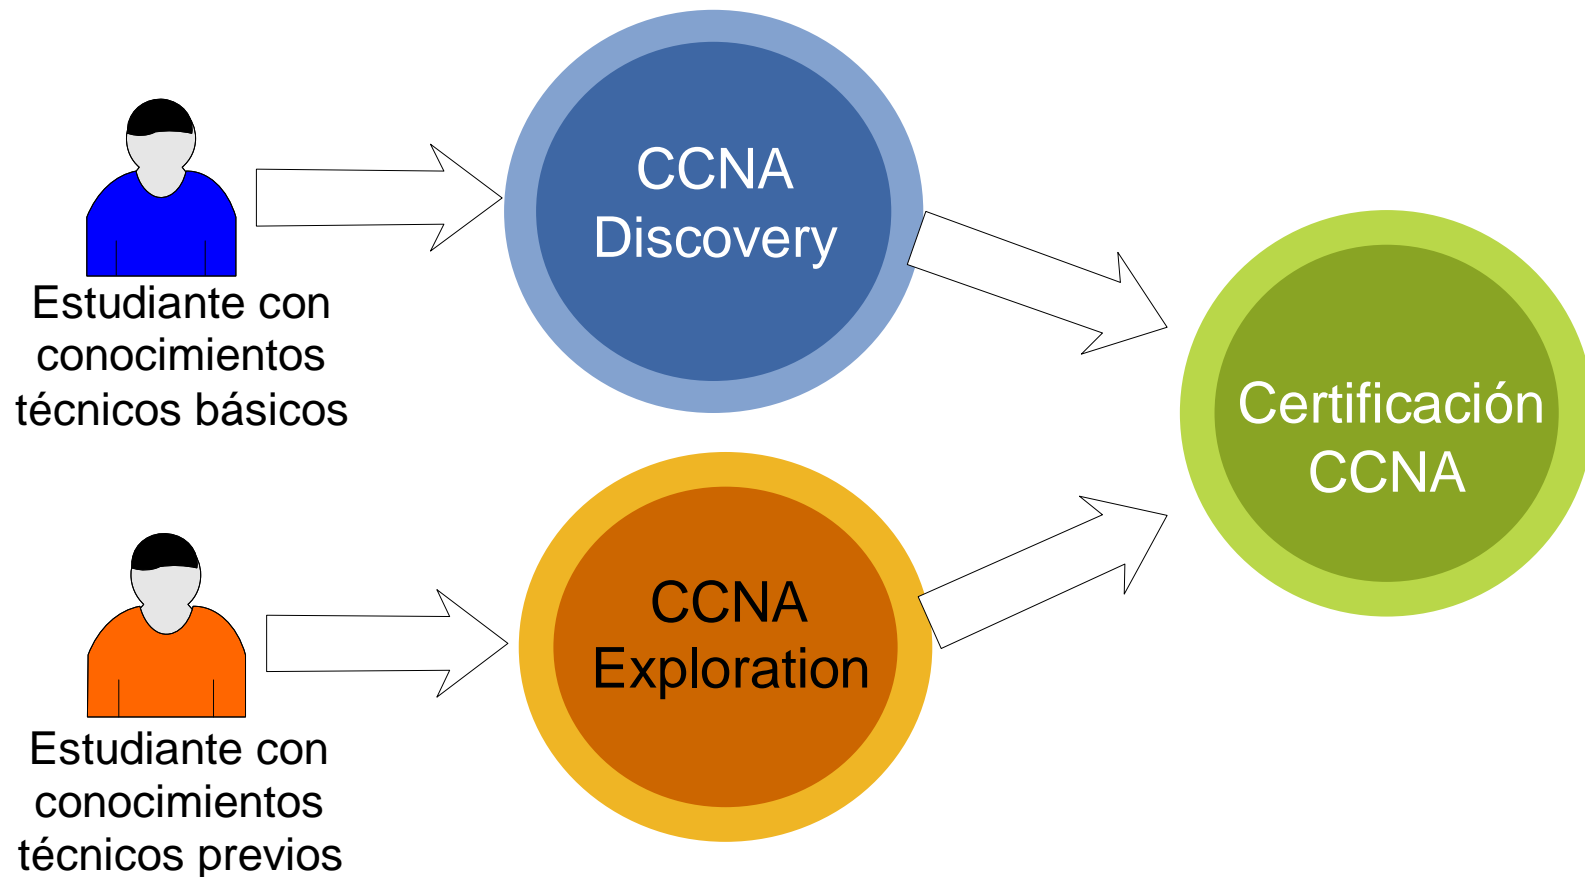 Estudiante con
conocimientos
técnicos básicos
CCNA
Discovery
Estudiante con
conocimientos
técnicos previos
CCNA
Exploration
Certificación
CCNA